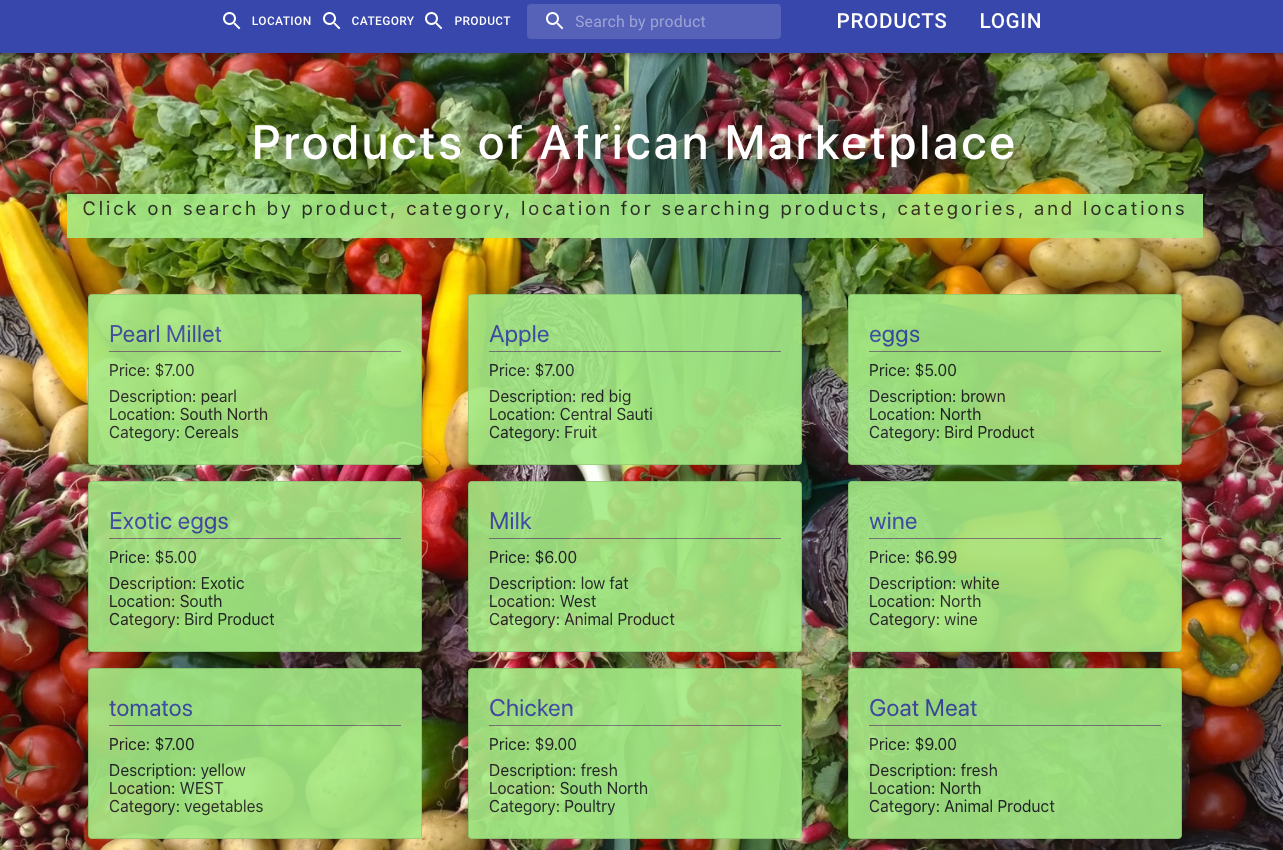 LOCATION CATEGORY PRODUCT Search by product PRODUCTS LOGIN
Products of African Marketplace
Click on search by product, category, location for searching products, categories, and locations
Pearl Millet
Price: $7.00
Description: pearl
Location: South North
Category: Cereals
Apple
Price: $7.00
Description: red big
Location: Central Sauti
Category: Fruit
eggs
Price: $5.00
Description: brown
Location: North
Category: Bird Product
Exotic eggs
Price: $5.00
Description: Exotic
Location: South
Category: Bird Product
Milk
Price: $6.00
Description: low fat
Location: West
Category: Animal Product
wine
Price: $6.99
Description: white
Location: North
Category: wine
tomatos
Price: $7.00
Description: yellow
Location: WEST
Category: vegetables
Chicken
Price: $9.00
Description: fresh
Location: South North
Category: Poultry
Goat Meat
Price: $9.00
Description: fresh
Location: North
Category: Animal Product